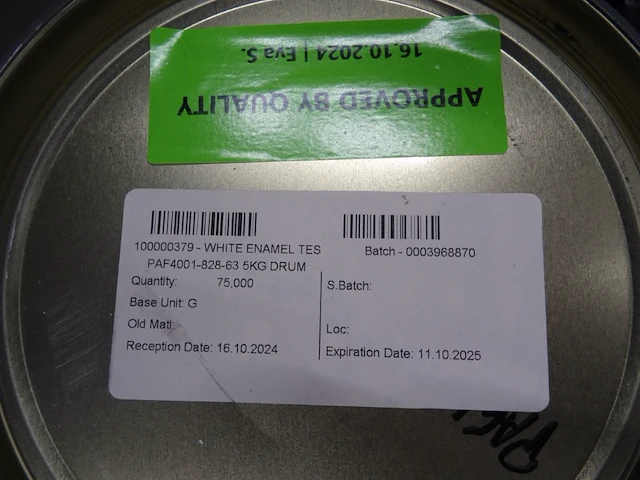 16.10.2024 | Eva S.
APPROVED BY QUALITY
100000379 - WHITE ENAMEL TES
PAF4001-828-63 5KG DRUM
Batch - 0003968870
Quantity: 75,000
Base Unit: G
Old Matl:
Reception Date: 16.10.2024
S.Batch:
Loc:
Expiration Date: 11.10.2025